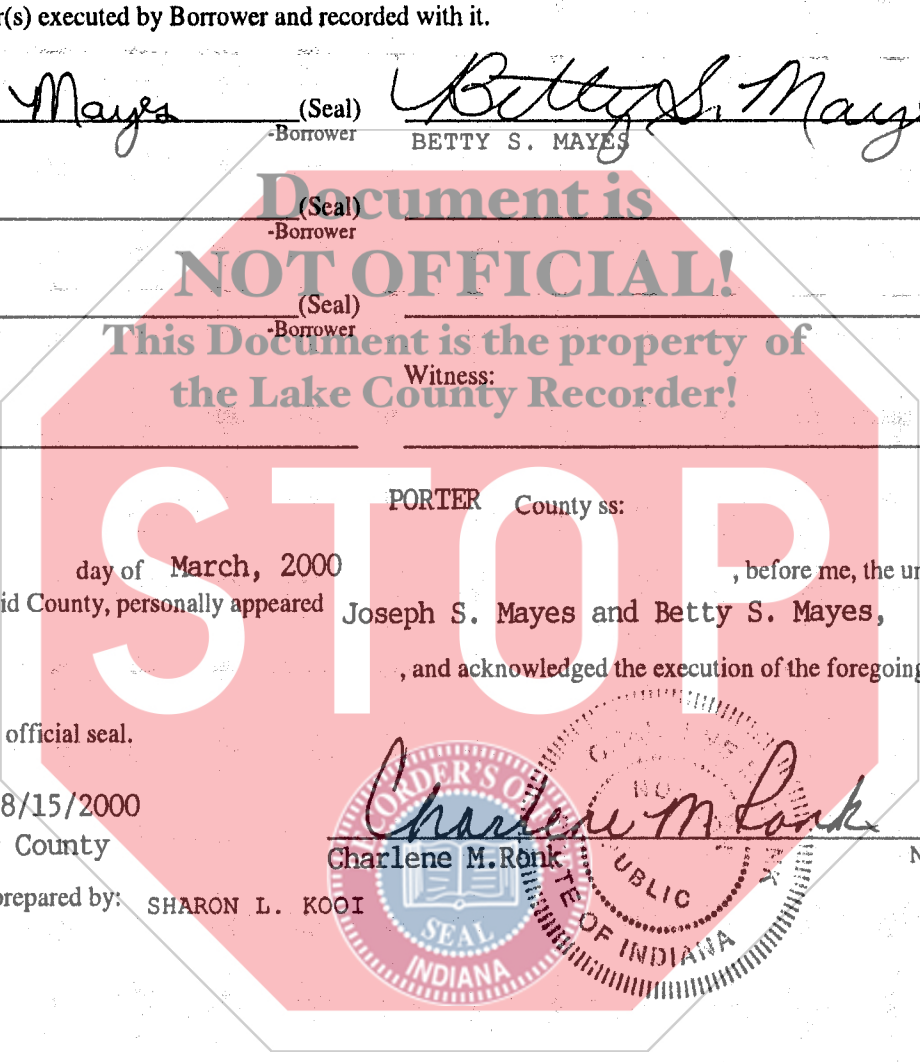 r(s) executed by Borrower and recorded with it.
Mayes (Seal) Betty S. Mayes
-Borrower BETTY S. MAYES
Document is
(Seal)
-Borrower
NOT OFFICIAL!
(Seal)
-Borrower
This Document is the property of
Witness:
the Lake County Recorder!
PORTER County ss:
STOP
day of March, 2000 , before me, the un
id County, personally appeared Joseph S. Mayes and Betty S. Mayes,
, and acknowledged the execution of the foregoing
official seal.
8/15/2000 Charlene M Ronk
County Charlene M.Ronk N
prepared by: SHARON L. KOOI
SEAL
INDIANA
UBLIC
TE OF INDIANA